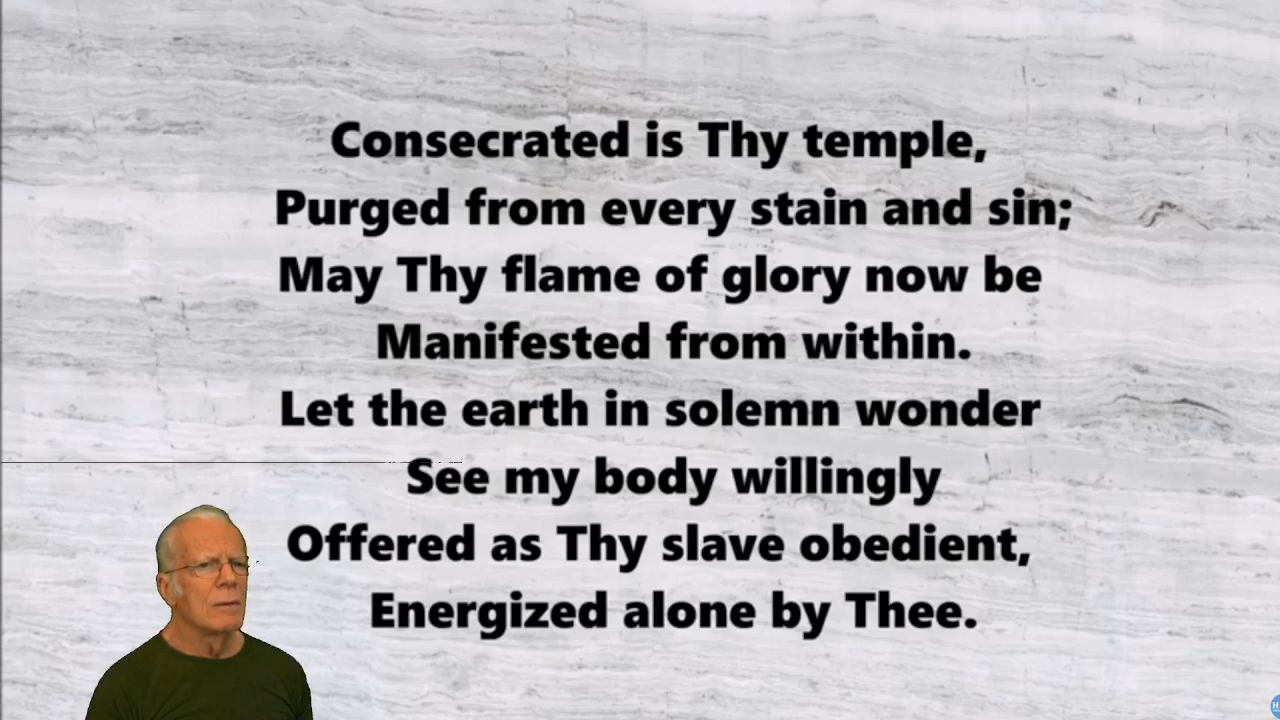 Consecrated is Thy temple,
Purged from every stain and sin;
May Thy flame of glory now be
Manifested from within.
Let the earth in solemn wonder
See my body willingly
Offered as Thy slave obedient,
Energized alone by Thee.